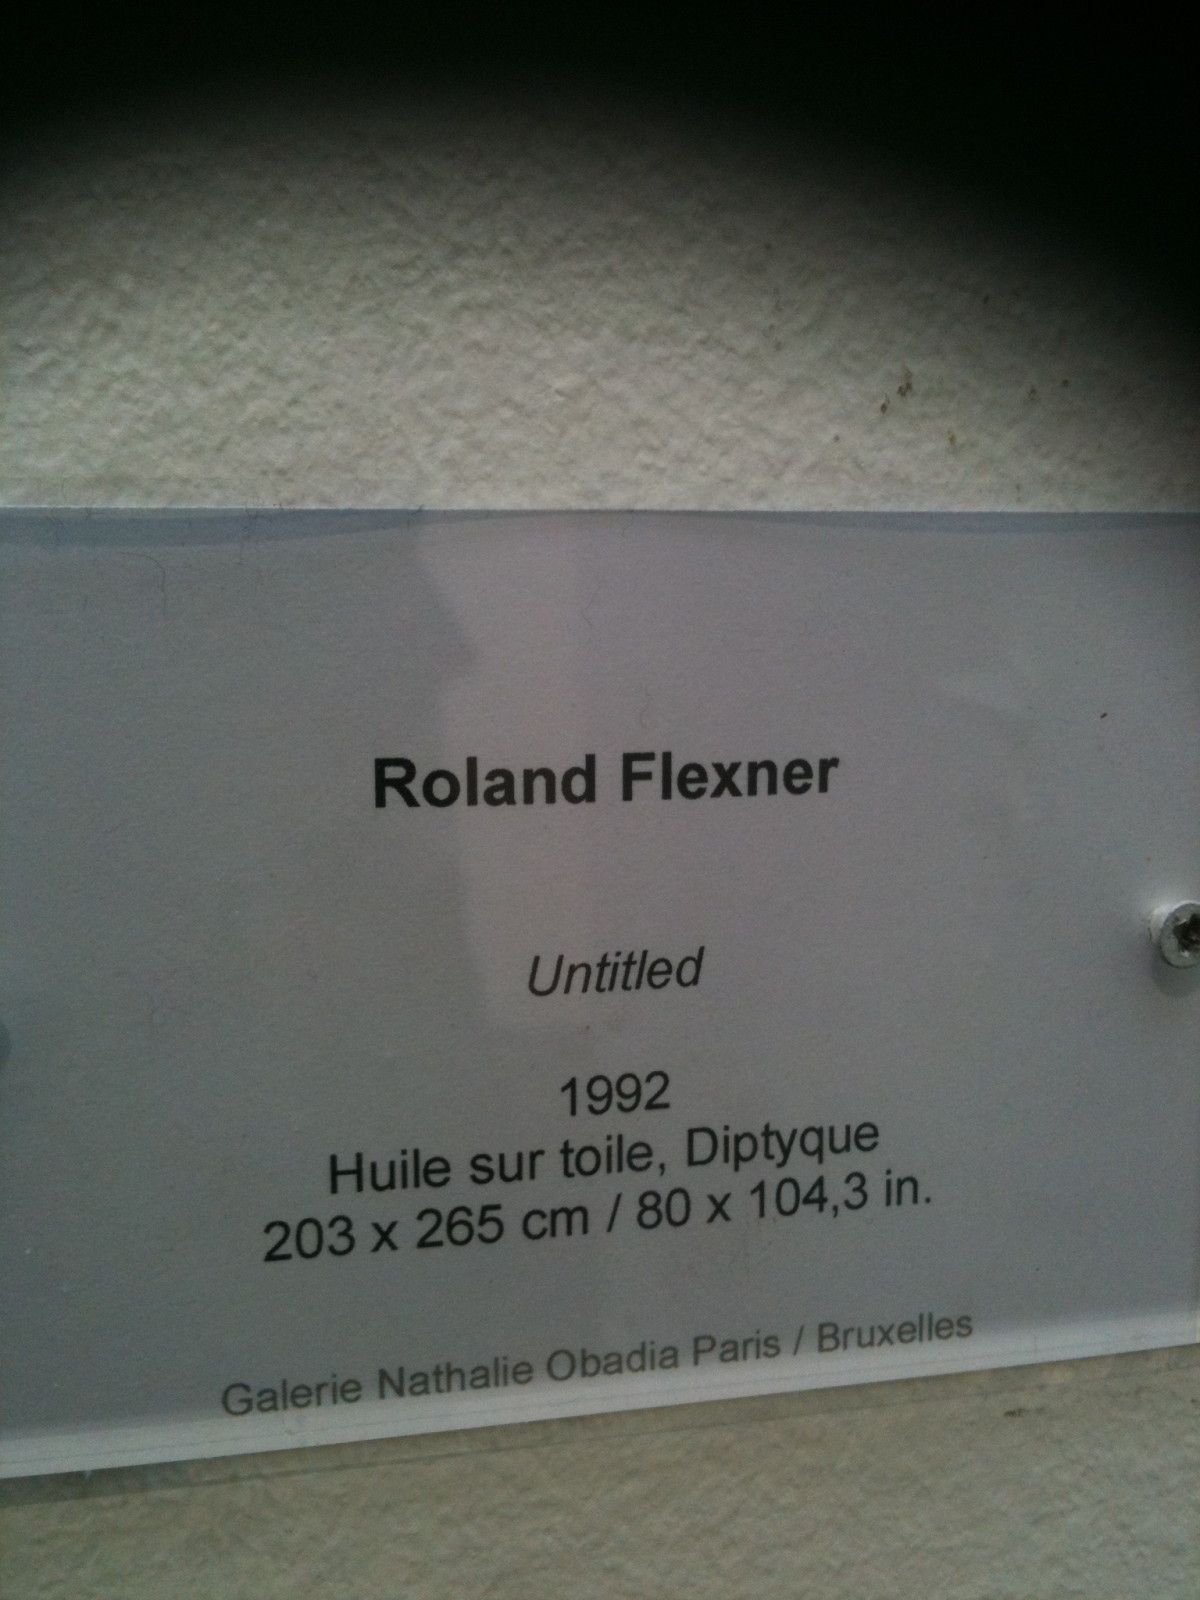 Roland Flexner
Untitled
1992
Huile sur toile, Diptyque
203 x 265 cm / 80 x 104,3 in.
Galerie Nathalie Obadia Paris / Bruxelles